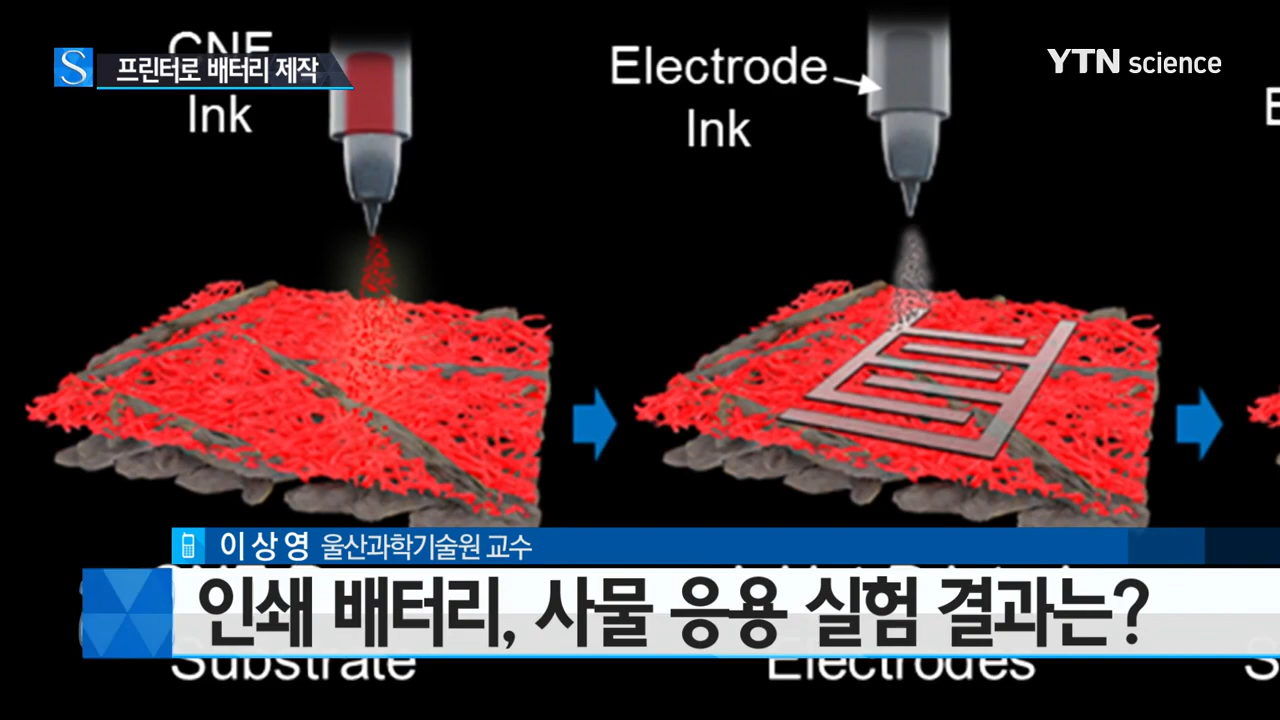 CNF
Ink
S 프린터로 배터리 제작
Electrode
Ink
YTN science
이상영 울산과학기술원 교수
인쇄 배터리, 사물 응용 실험 결과는?
Substrate
Electrodes